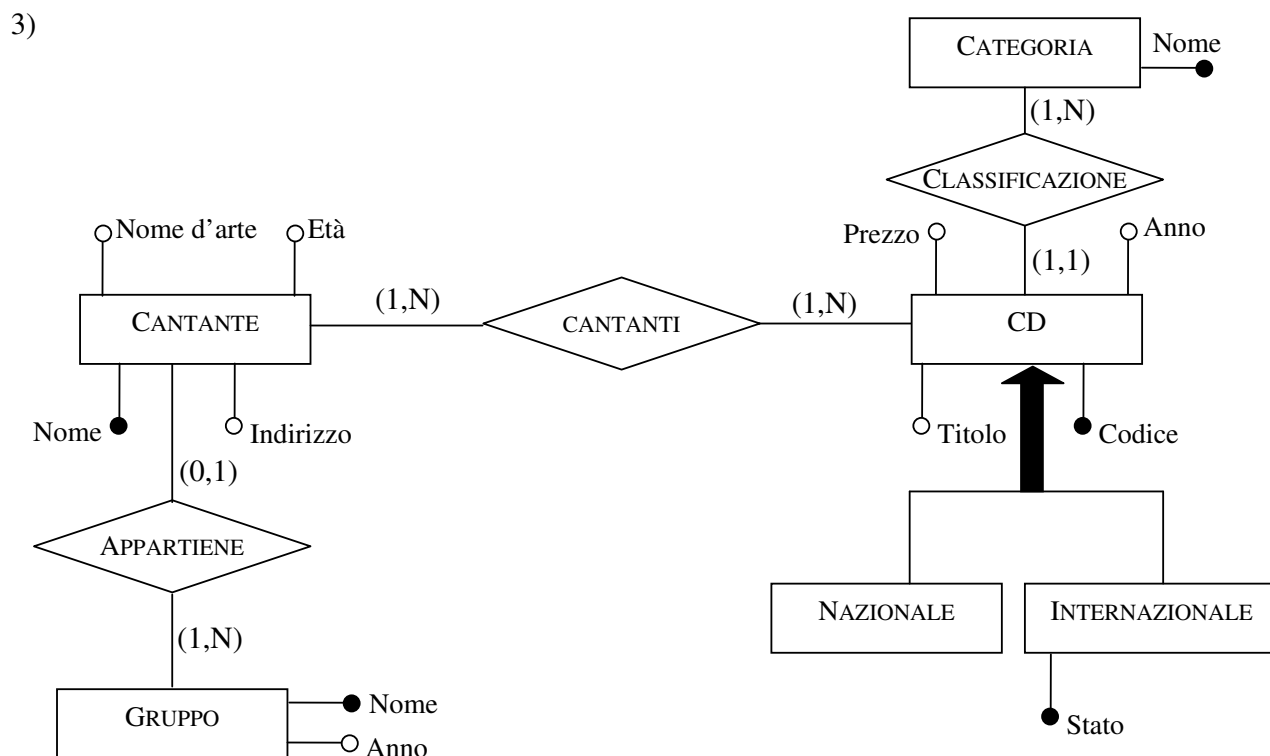 3)
CATEGORIA
Nome
(1,N)
CLASSIFICAZIONE
Nome d'arte
Età
Prezzo
Anno
(1,1)
CANTANTE
(1,N)
CANTANTI
(1,N)
CD
Nome
Indirizzo
Titolo
Codice
(0,1)
APPARTIENE
NAZIONALE
INTERNAZIONALE
(1,N)
GRUPPO
Nome
Anno
Stato